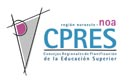 región noroeste - noa
CPRES
Consejos Regionales de Planificación
de la Educación Superior